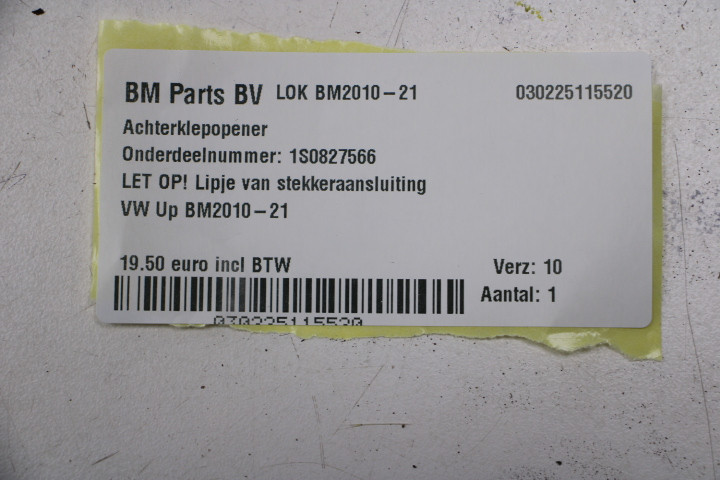 BM Parts BV LOK BM2010-21 030225115520
Achterklepopener
Onderdeelnummer: 1S0827566
LET OP! Lipje van stekkeraansluiting
VW Up BM2010-21
19.50 euro incl BTW Verz: 10
Aantal: 1
030225115520